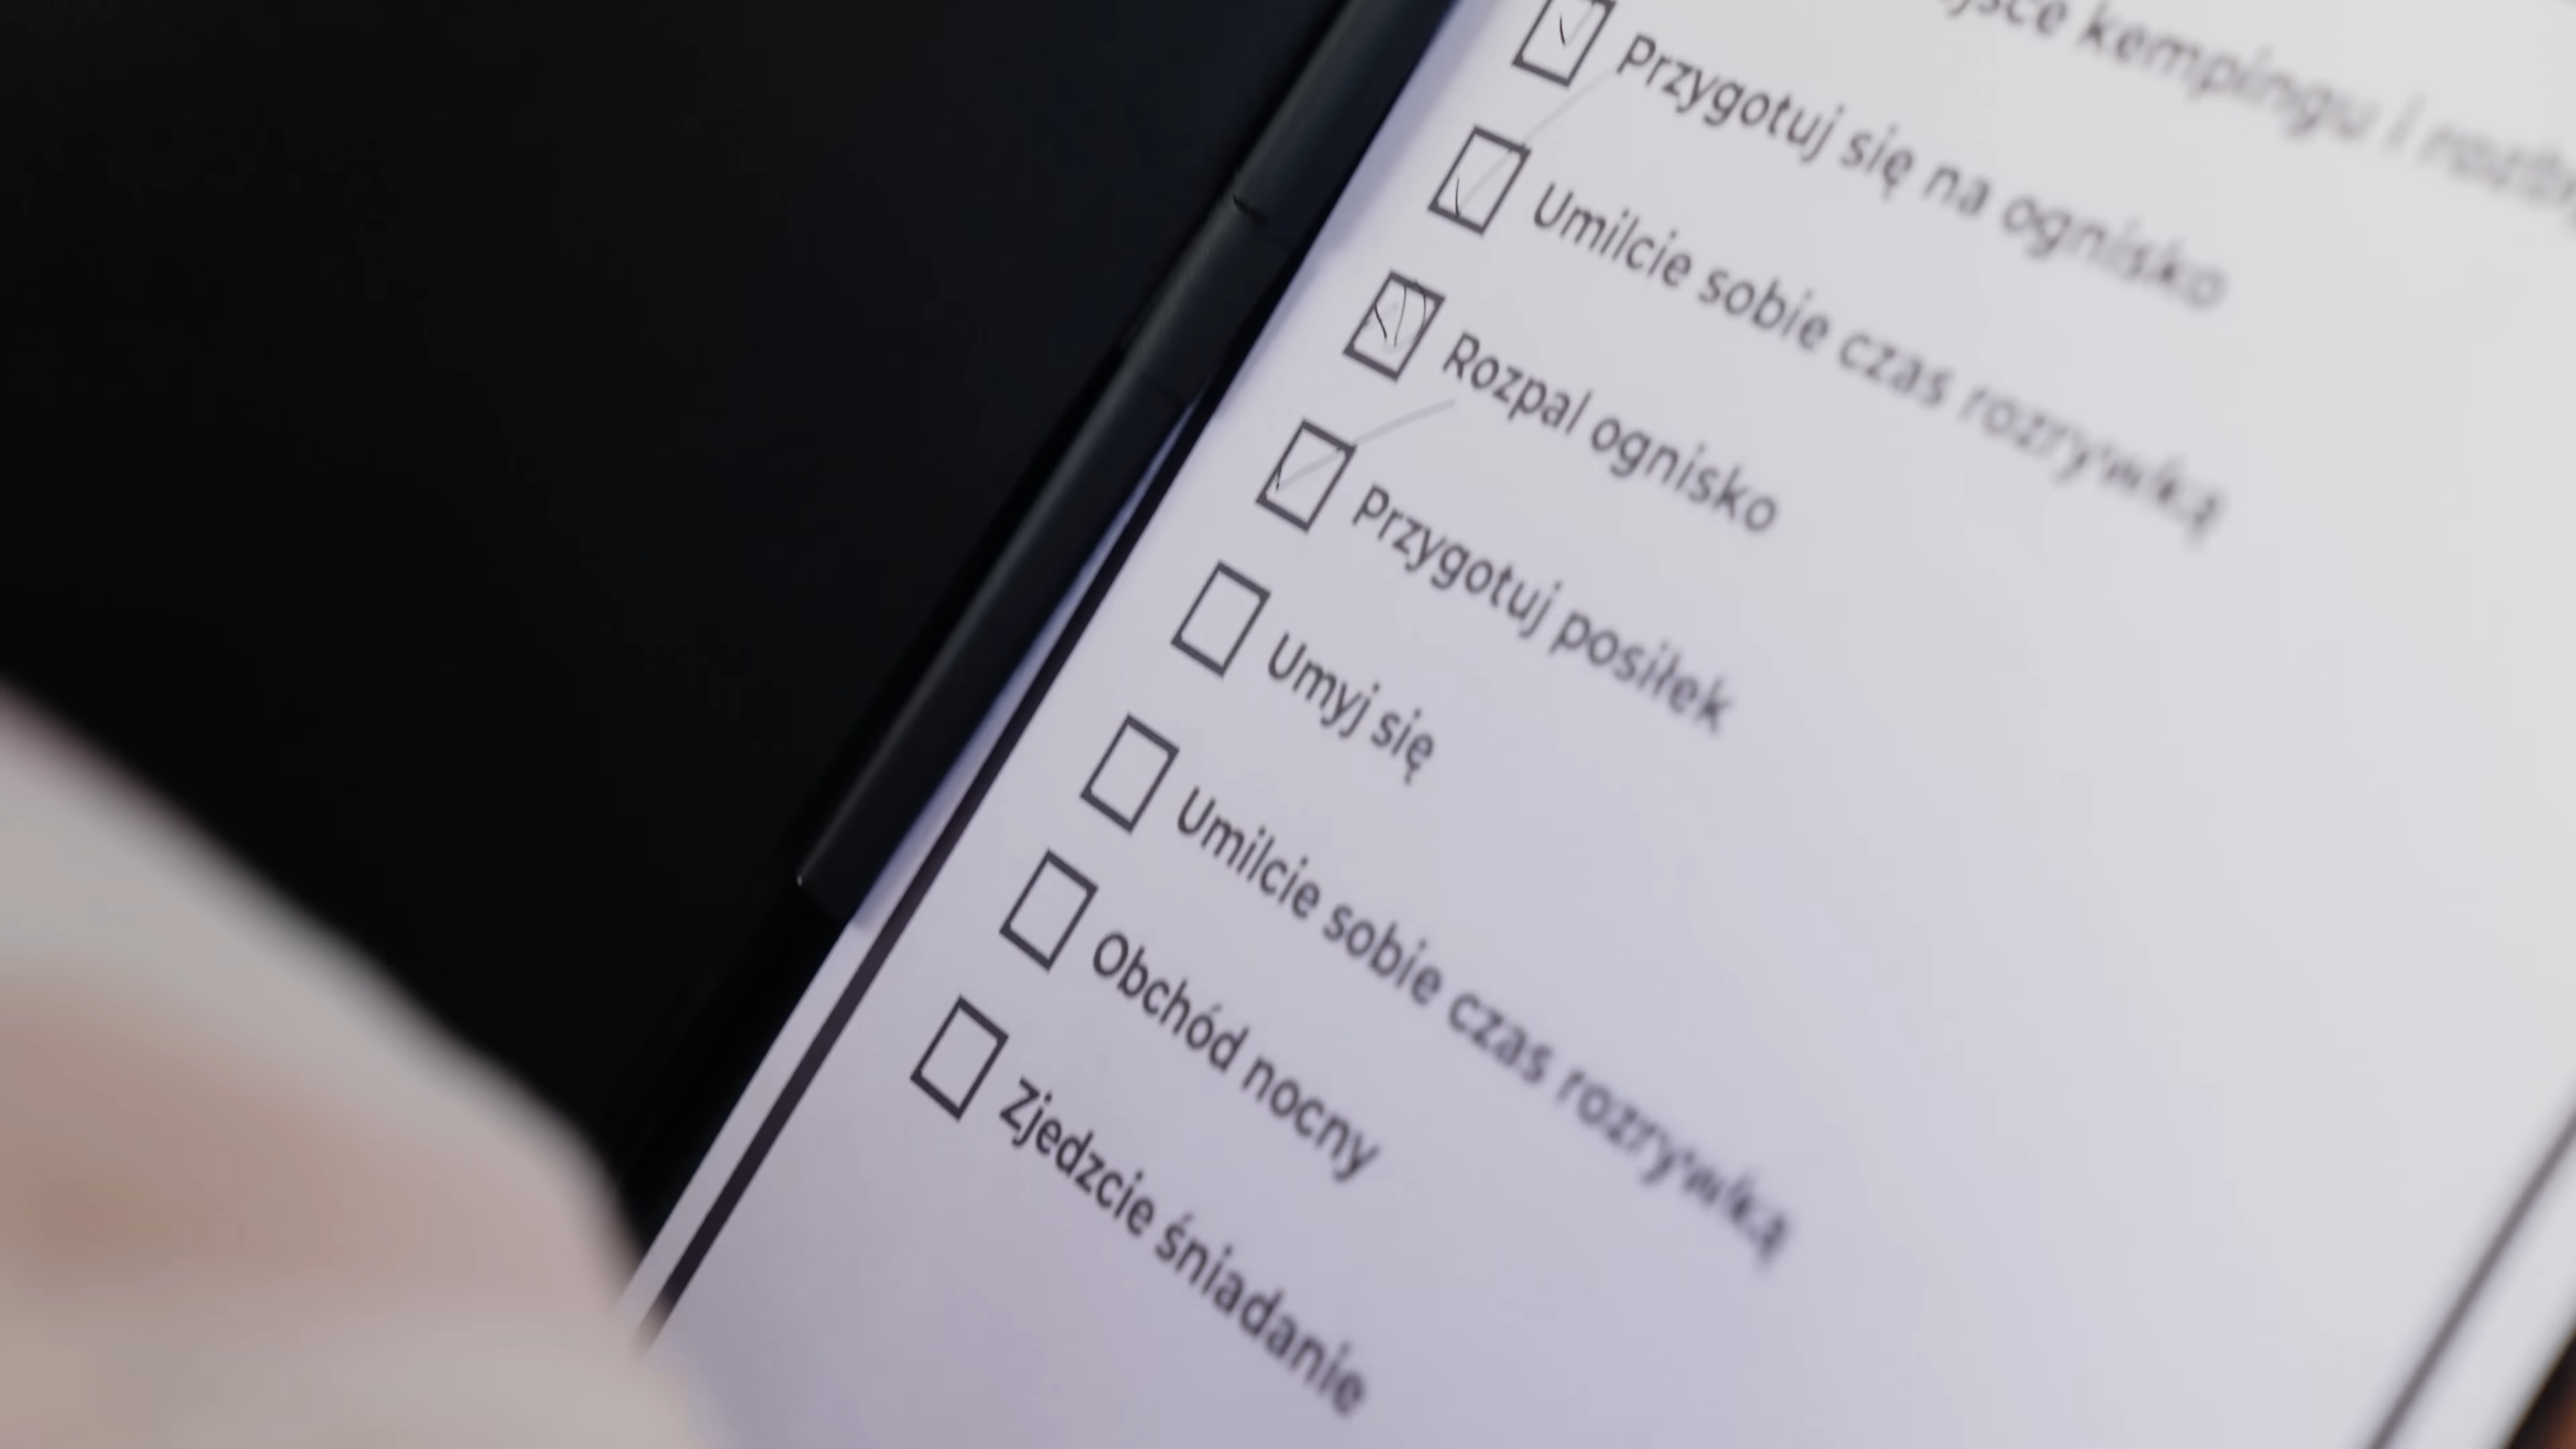 kempingu i
Przygotuj się na ognisko
Umilcie sobie czas rozrywką
Rozpal ognisko
Przygotuj posiłek
Umyj się
Umilcie sobie czas rozrywką
Obchód nocny
Zjedzcie śniadanie